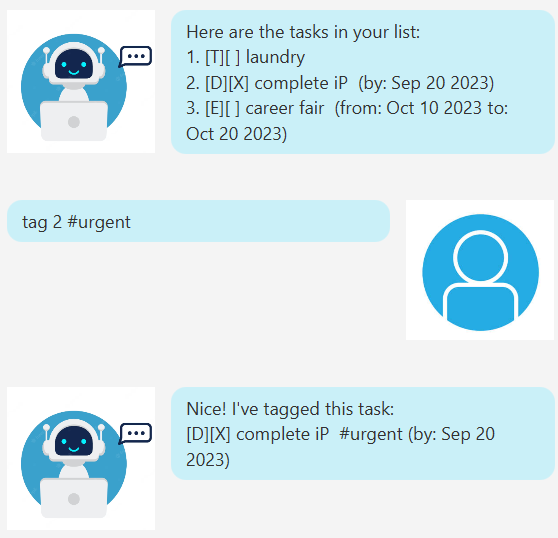 Here are the tasks in your list:
1. [T][ ] laundry
2. [D][X] complete iP  (by: Sep 20 2023)
3. [E][ ] career fair  (from: Oct 10 2023 to:
Oct 20 2023)
tag 2 #urgent
Nice! I've tagged this task:
[D][X] complete iP  #urgent (by: Sep 20
2023)